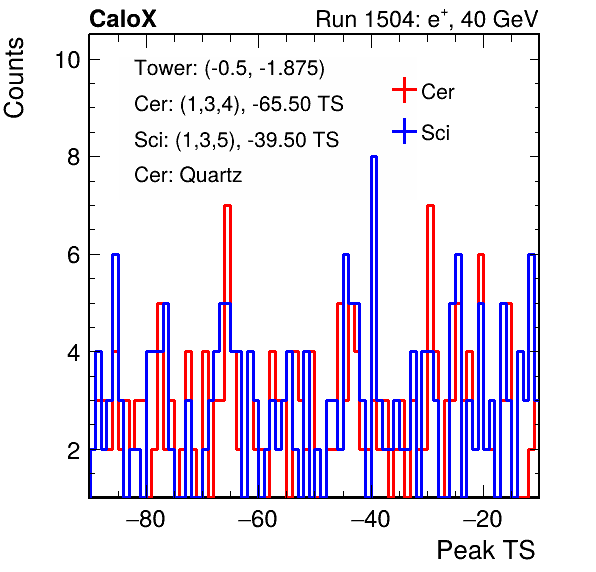 CaloX Run 1504: e⁺, 40 GeV
Counts
Tower: (-0.5, -1.875)
Cer: (1,3,4), -65.50 TS
Sci: (1,3,5), -39.50 TS
Cer: Quartz
Cer
Sci
10
8
6
4
2
−80 −60 −40 −20
Peak TS